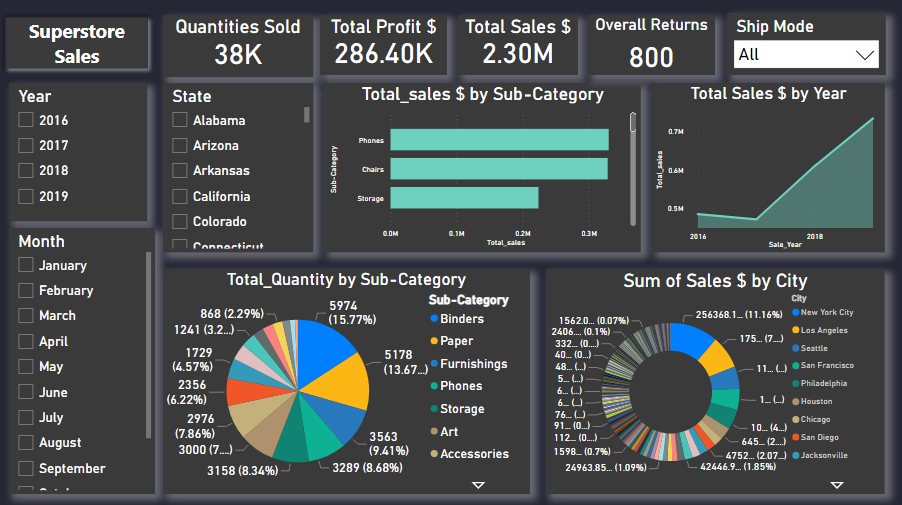 Superstore
Sales
Quantities Sold
38K
Total Profit $
286.40K
Total Sales $
2.30M
Overall Returns
800
Ship Mode
All
Year
2016
2017
2018
2019
State
Alabama
Arizona
Arkansas
California
Colorado
Connecticut
Total_sales $ by Sub-Category
Sub-Category
Phones
Chairs
Storage
0.0M
0.1M
0.2M
0.3M
Total_sales
Total Sales $ by Year
Total_sales
0.7M
0.6M
0.5M
2016
2018
Sale_Year
Month
January
February
March
April
May
June
July
August
September
Total_Quantity by Sub-Category
5974
(15.77%)
5178
(13.67...)
3563
(9.41%)
3289 (8.68%)
3158 (8.34%)
3000 (7...)
2976
(7.86%)
2356
(6.22%)
1729
(4.57%)
1241 (3.2...)
868 (2.29%)
Sub-Category
Binders
Paper
Furnishings
Phones
Storage
Art
Accessories
Sum of Sales $ by City
256368.1... (11.16%)
175... (7...)
11... (...)
1... (...)
10... (4...)
645... (2...)
4752... (2.07...)
42446.9... (1.85%)
24963.85... (1.09%)
1598... (0.7%)
112... (0...)
91... (0...)
76... (...)
6... (...)
6... (...)
5... (...)
48... (...)
40... (0...)
332... (0...)
2406... (0.1%)
1562.0... (0.07%)
City
New York City
Los Angeles
Seattle
San Francisco
Philadelphia
Houston
Chicago
San Diego
Jacksonville